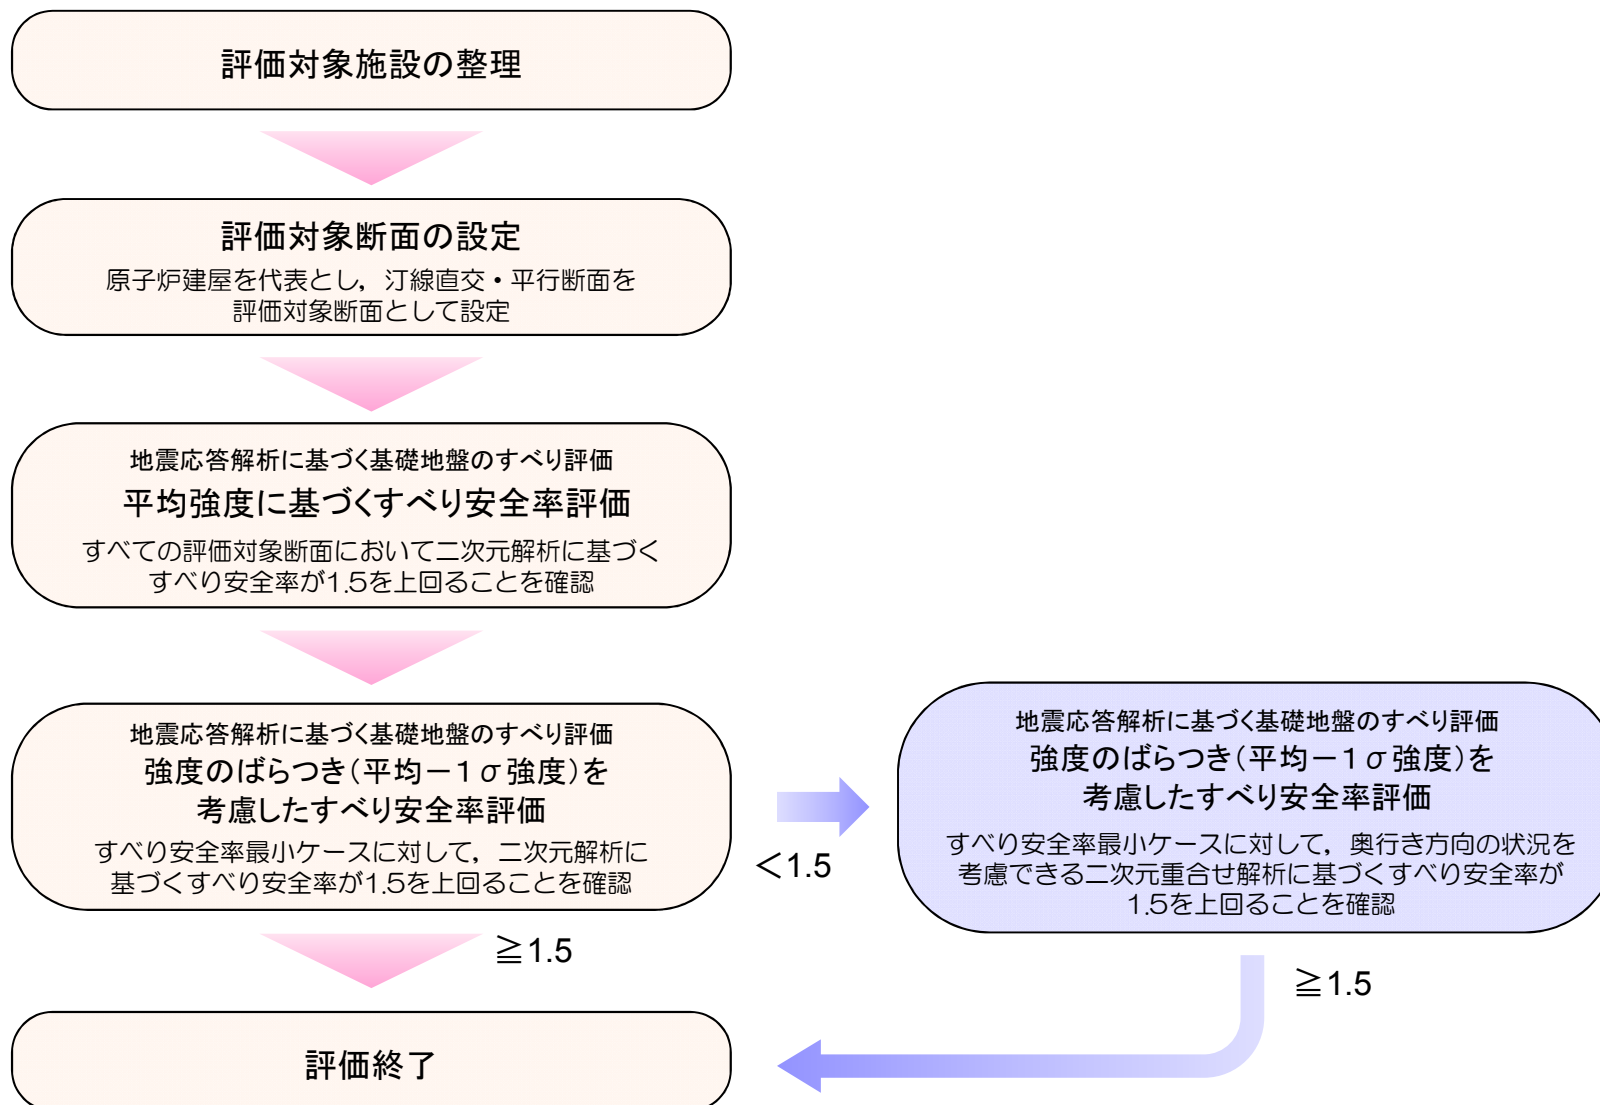 評価対象施設の整理
評価対象断面の設定
原子炉建屋を代表とし，汀線直交・平行断面を
評価対象断面として設定
地震応答解析に基づく基礎地盤のすべり評価
平均強度に基づくすべり安全率評価
すべての評価対象断面において二次元解析に基づく
すべり安全率が1.5を上回ることを確認
地震応答解析に基づく基礎地盤のすべり評価
強度のばらつき（平均－1σ強度）を
考慮したすべり安全率評価
すべり安全率最小ケースに対して，二次元解析に
基づくすべり安全率が1.5を上回ることを確認
＜1.5
地震応答解析に基づく基礎地盤のすべり評価
強度のばらつき（平均－1σ強度）を
考慮したすべり安全率評価
すべり安全率最小ケースに対して，奥行き方向の状況を
考慮できる二次元重合せ解析に基づくすべり安全率が
1.5を上回ることを確認
≧1.5
≧1.5
評価終了